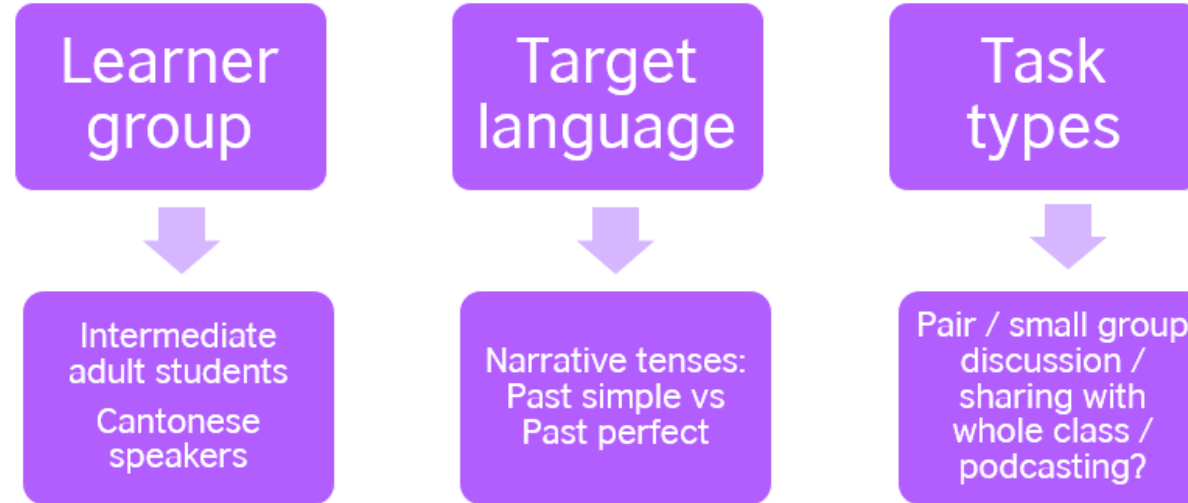 Learner
group
Target
language
Task
types
Intermediate
adult students
Cantonese
speakers
Narrative tenses:
Past simple vs
Past perfect
Pair / small group
discussion /
sharing with
whole class /
podcasting?